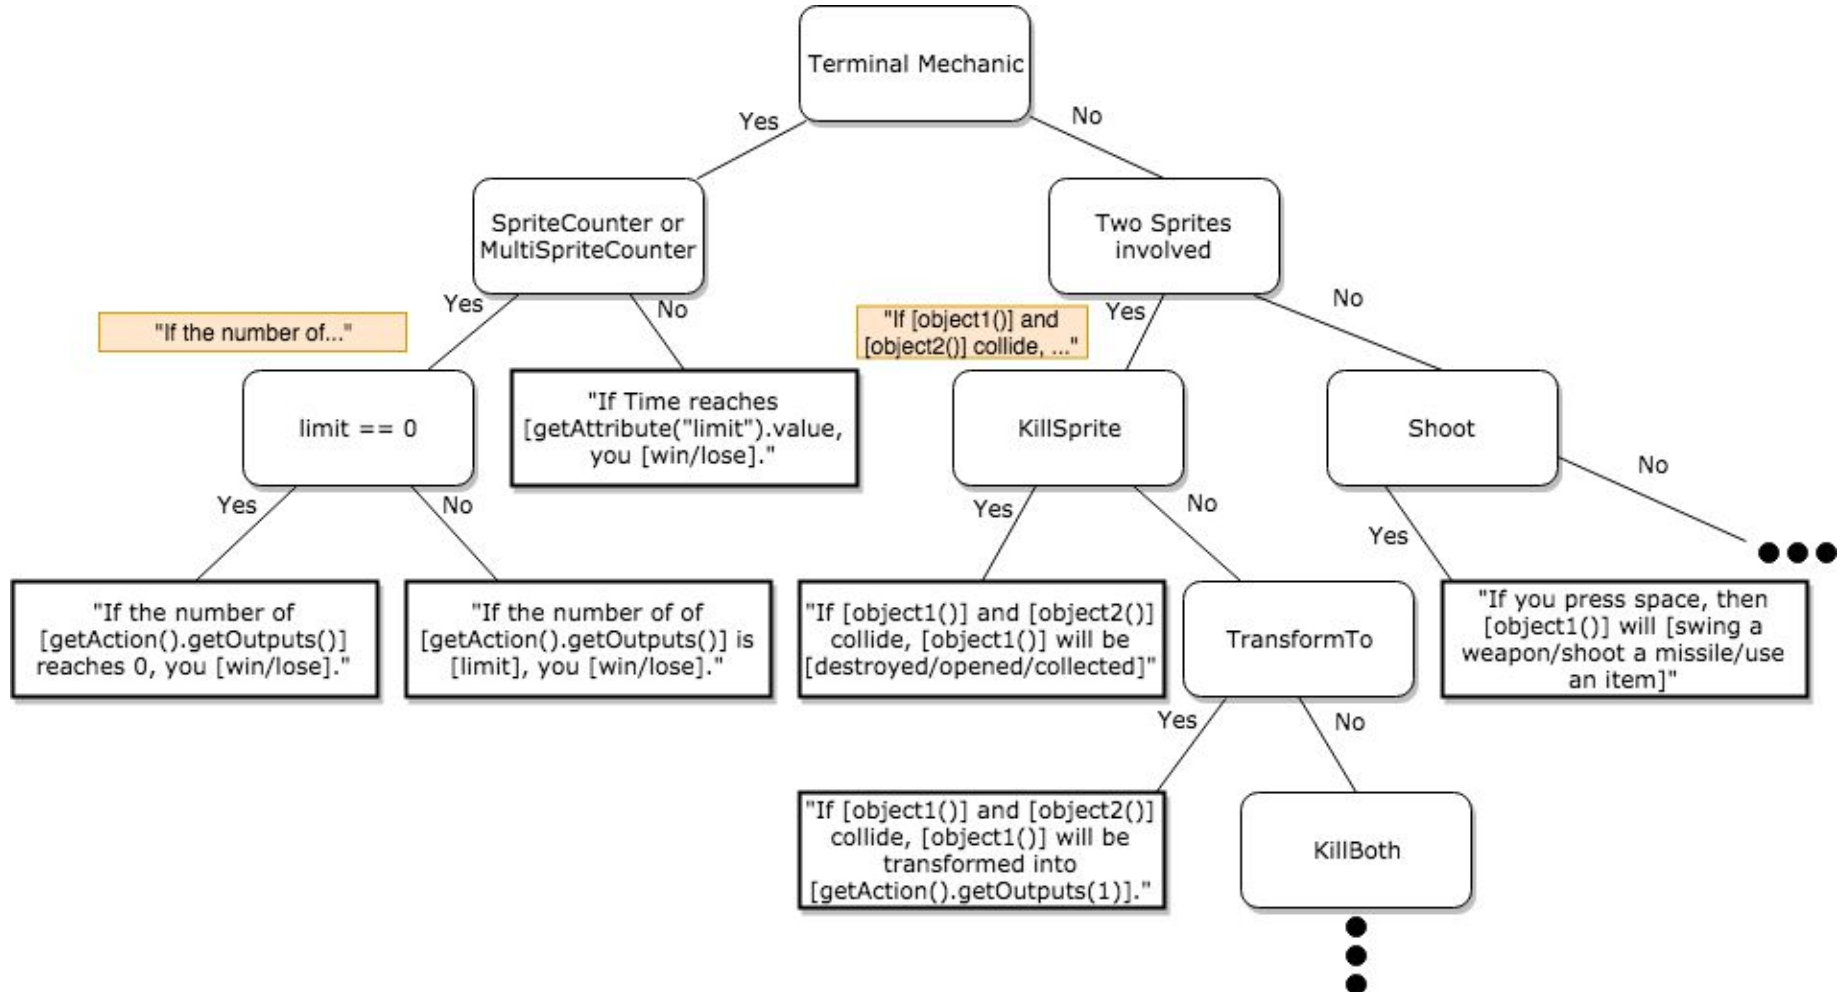 Terminal Mechanic
Yes
No
SpriteCounter or
MultiSpriteCounter
Two Sprites
involved
Yes
No
Yes
No
"If the number of..."
"If [object1()] and
[object2()] collide, ..."
limit == 0
"If Time reaches
[getAttribute("limit").value,
you [win/lose]."
KillSprite
Shoot
Yes
No
Yes
No
Yes
No
"If the number of
[getAction().getOutputs()]
reaches 0, you [win/lose]."
"If the number of of
[getAction().getOutputs()] is
[limit], you [win/lose]."
"If [object1()] and [object2()]
collide, [object1()] will be
[destroyed/opened/collected]"
TransformTo
"If you press space, then
[object1()] will [swing a
weapon/shoot a missile/use
an item]"
Yes
No
"If [object1()] and [object2()]
collide, [object1()] will be
transformed into
[getAction().getOutputs(1)]."
KillBoth